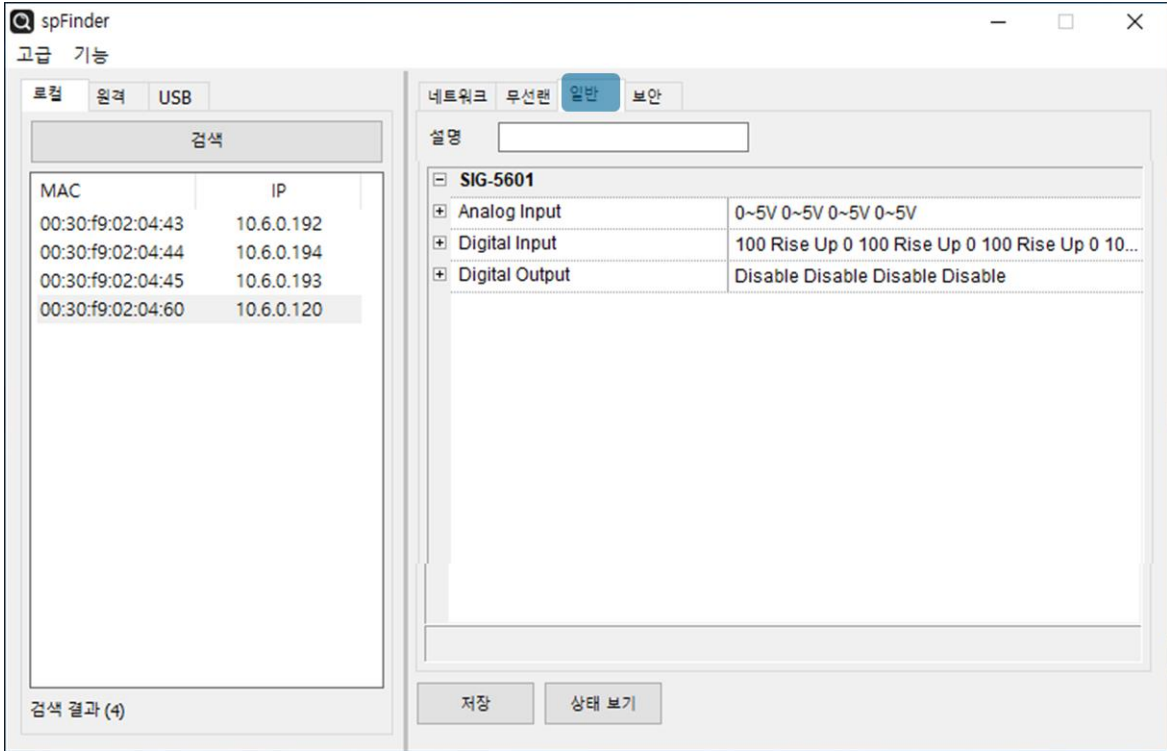 spFinder
고급 기능
로컬 원격 USB
검색
MAC IP
00:30:f9:02:04:43 10.6.0.192
00:30:f9:02:04:44 10.6.0.194
00:30:f9:02:04:45 10.6.0.193
00:30:f9:02:04:60 10.6.0.120
검색 결과 (4)
네트워크 무선랜 일반 보안
설명
SIG-5601
Analog Input 0~5V 0~5V 0~5V 0~5V
Digital Input 100 Rise Up 0 100 Rise Up 0 100 Rise Up 0 10...
Digital Output Disable Disable Disable Disable
저장 상태 보기